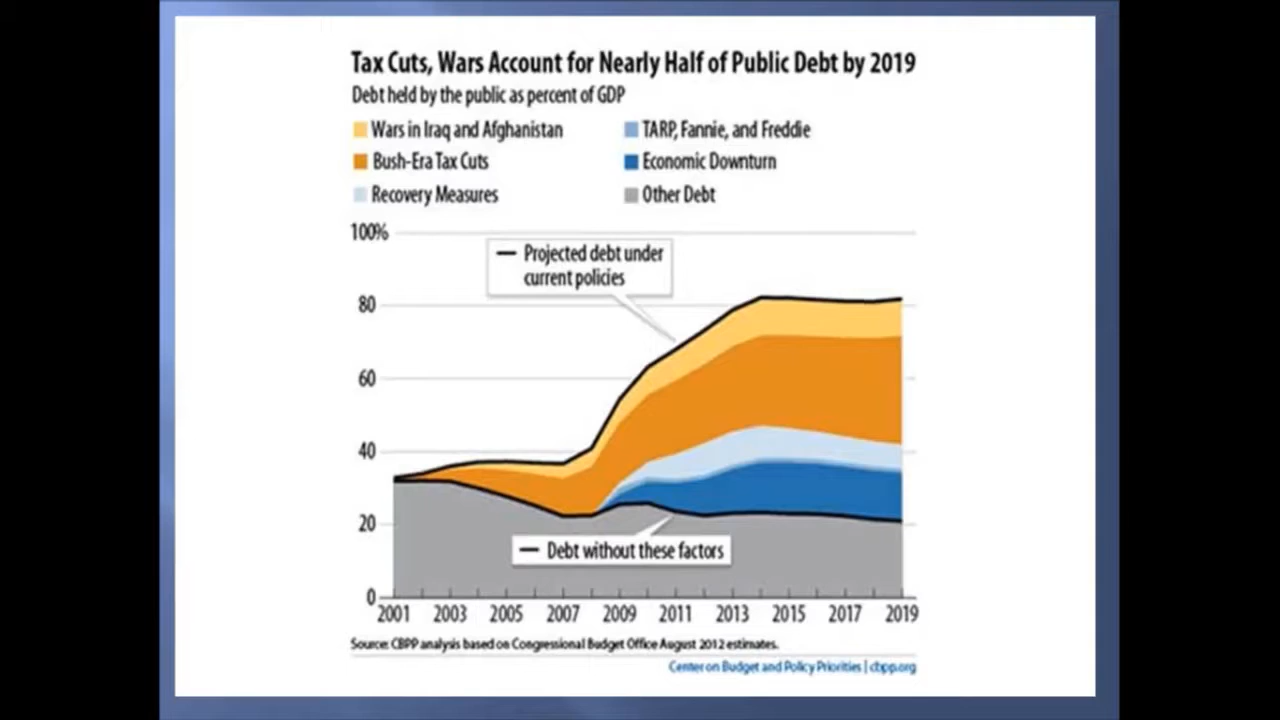 Tax Cuts, Wars Account for Nearly Half of Public Debt by 2019
Debt held by the public as percent of GDP
Wars in Iraq and Afghanistan
TARP, Fannie, and Freddie
Bush-Era Tax Cuts
Economic Downturn
Recovery Measures
Other Debt
100%
Projected debt under
current policies
80
60
40
20
Debt without these factors
0
2001 2003 2005 2007 2009 2011 2013 2015 2017 2019
Source: CBPP analysis based on Congressional Budget Office August 2012 estimates.
Center on Budget and Policy Priorities | cbpp.org